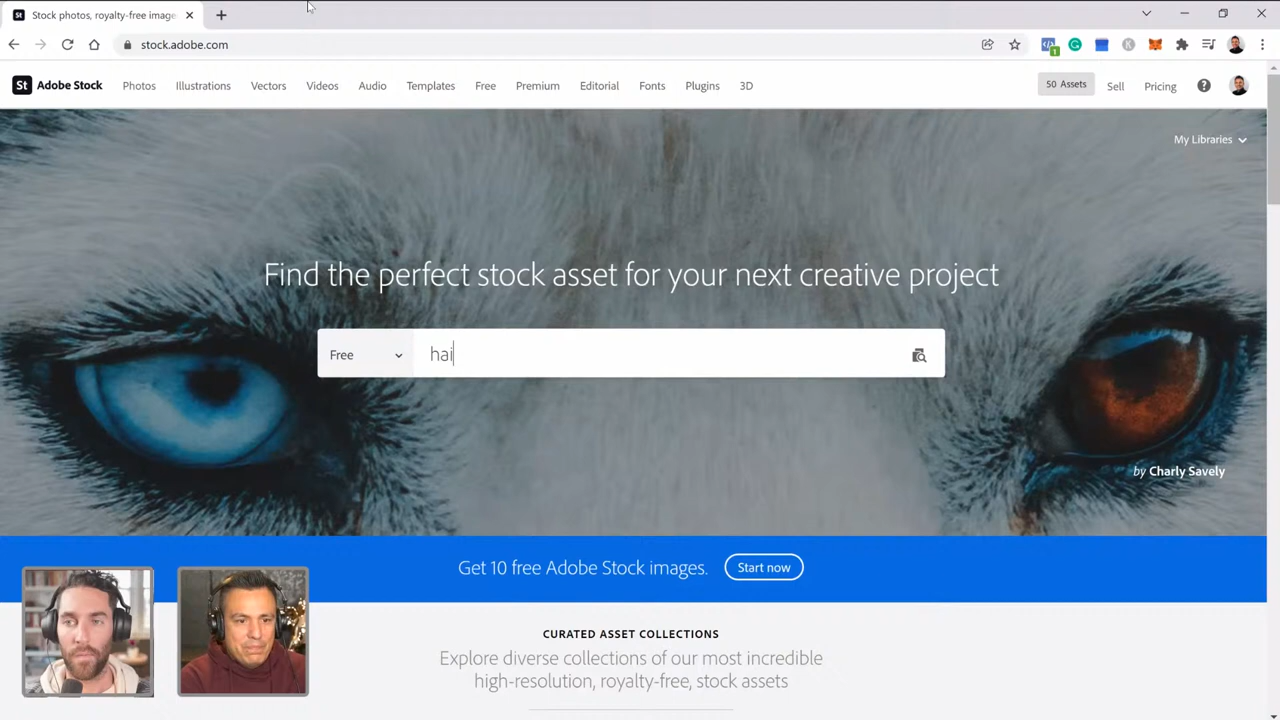 Stock photos, royalty-free image
stock.adobe.com
1
St Adobe Stock Photos Illustrations Vectors Videos Audio Templates Free Premium Editorial Fonts Plugins 3D 50 Assets Sell Pricing ?
My Libraries
Find the perfect stock asset for your next creative project
Free hai
by Charly Savely
Get 10 free Adobe Stock images. Start now
CURATED ASSET COLLECTIONS
Explore diverse collections of our most incredible
high-resolution, royalty-free, stock assets